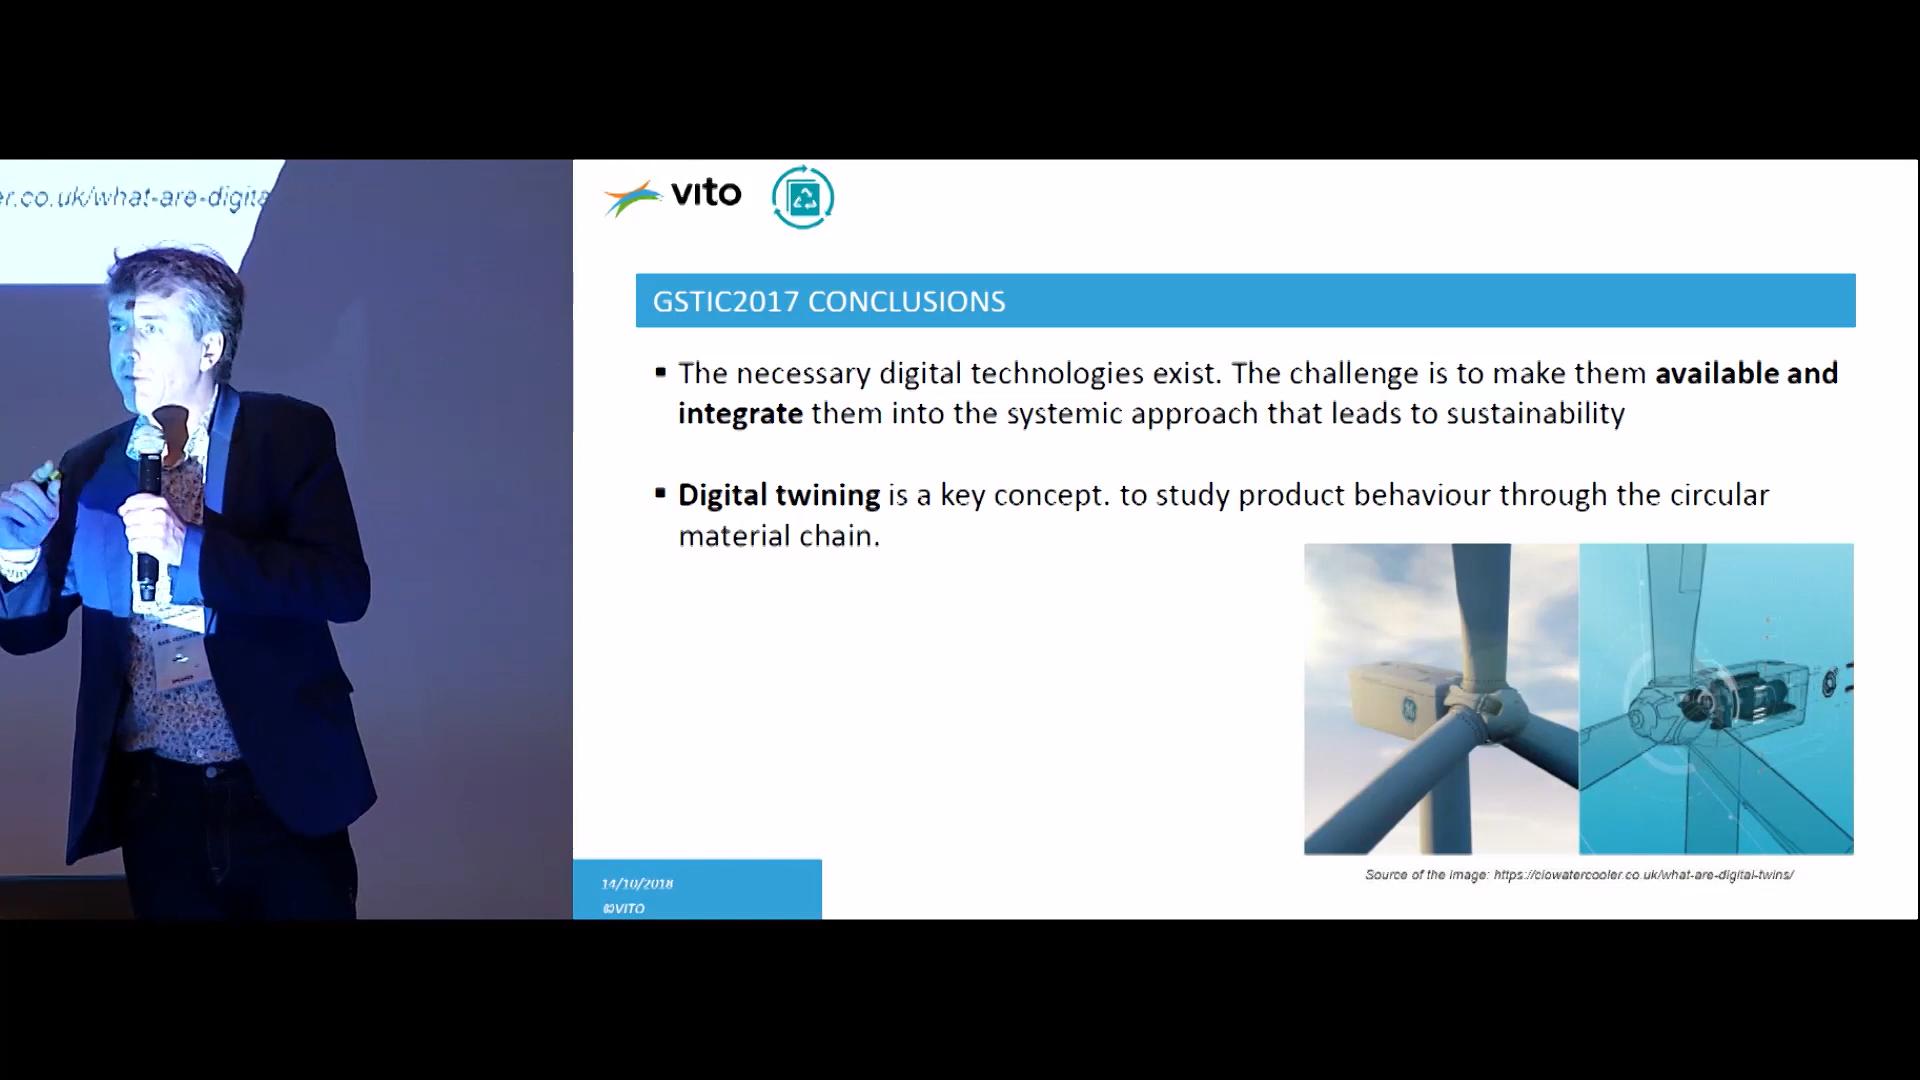 er.co.uk/what-are-digita
vito
GSTIC2017 CONCLUSIONS
▪ The necessary digital technologies exist. The challenge is to make them available and
integrate them into the systemic approach that leads to sustainability
▪ Digital twining is a key concept. to study product behaviour through the circular
material chain.
Source of the image: https://ciowatercooler.co.uk/what-are-digital-twins/
14/10/2018
©VITO
SPEAKER